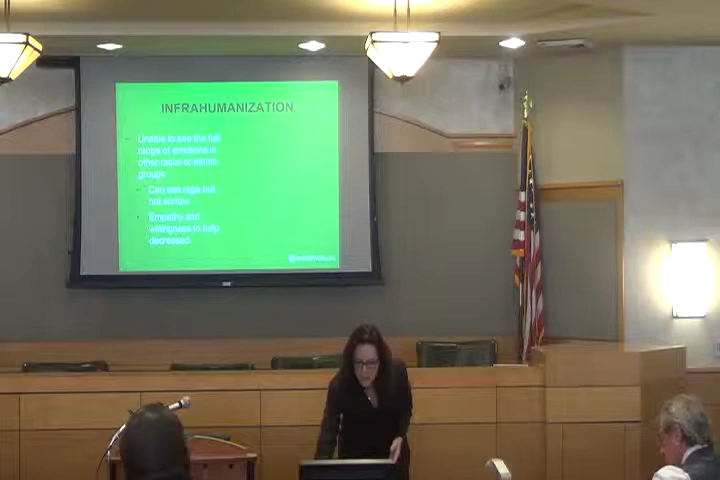 INFRAHUMANIZATION
Unable to see the full
range of emotions in
other racial or ethnic
groups
Can see rage but
not sorrow
Empathy and
willingness to help
decreased